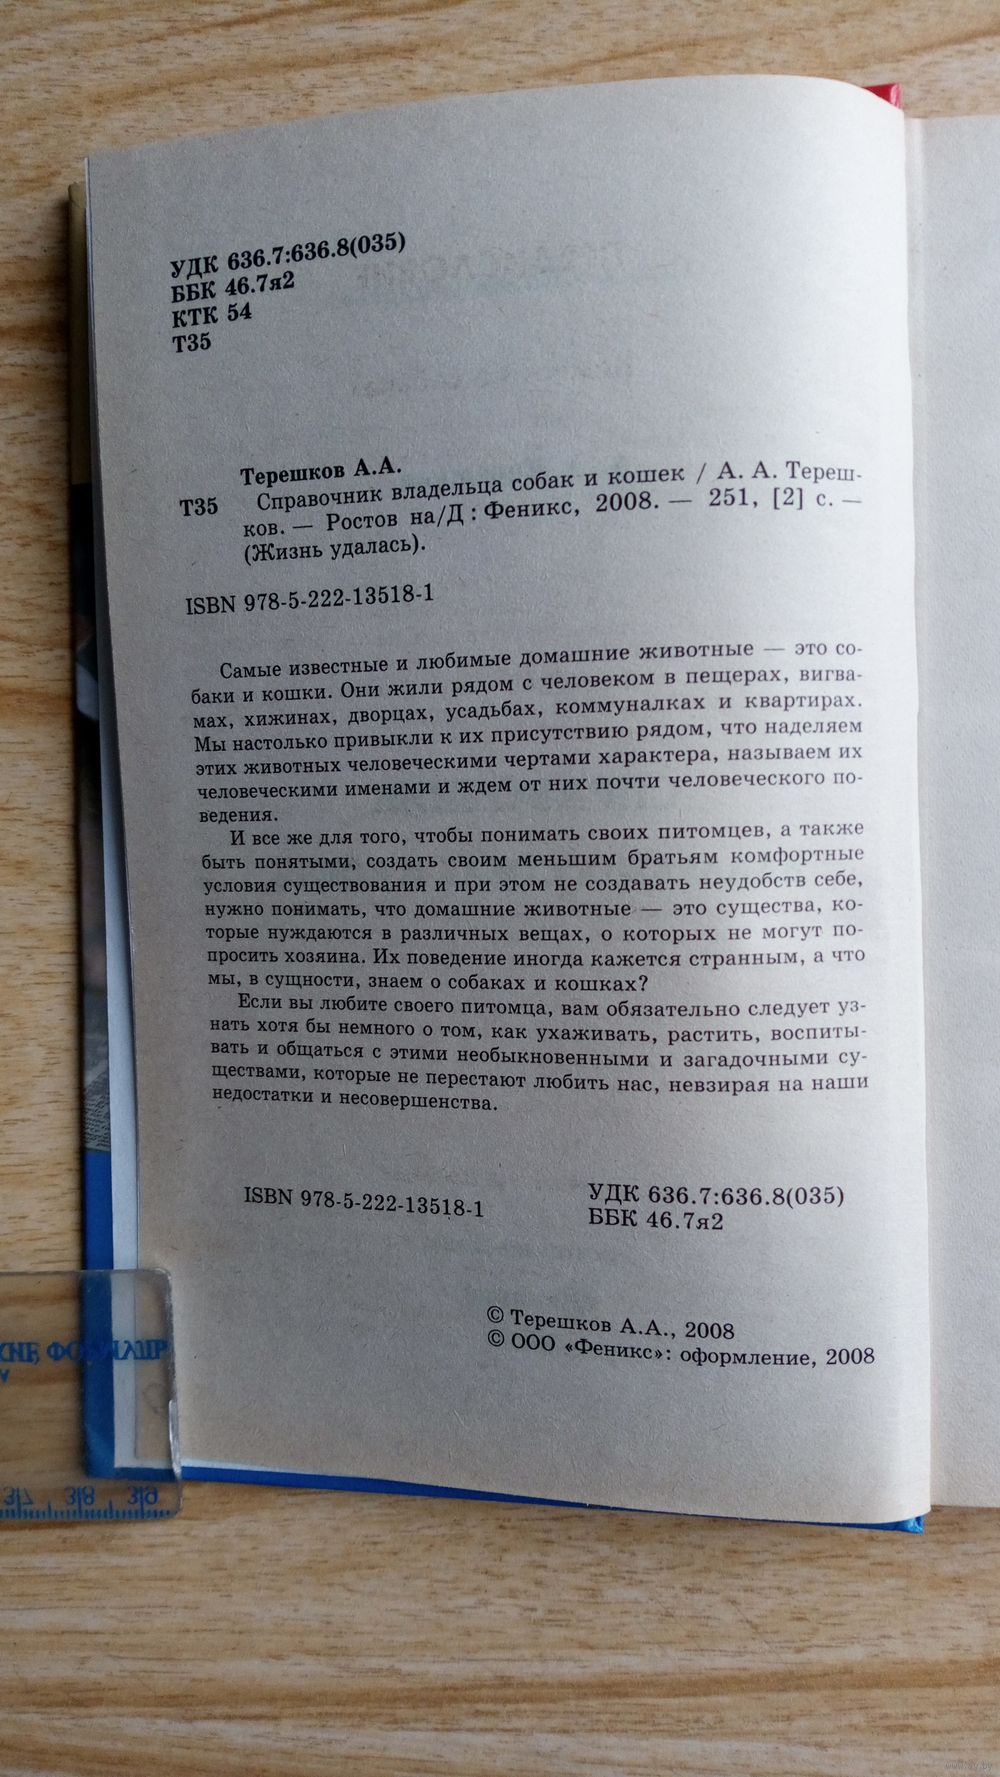 УДК 636.7:636.8(035)
ББК 46.7я2
КТК 54
Т35
Терешков А.А.
Т35 Справочник владельца собак и кошек / А. А. Тереш-
ков. — Ростов на/Д : Феникс, 2008. — 251, [2] с. —
(Жизнь удалась).
ISBN 978-5-222-13518-1
Самые известные и любимые домашние животные — это со-
баки и кошки. Они жили рядом с человеком в пещерах, вигва-
мах, хижинах, дворцах, усадьбах, коммуналках и квартирах.
Мы настолько привыкли к их присутствию рядом, что наделяем
этих животных человеческими чертами характера, называем их
человеческими именами и ждем от них почти человеческого по-
ведения.
И все же для того, чтобы понимать своих питомцев, а также
быть понятыми, создать своим меньшим братьям комфортные
условия существования и при этом не создавать неудобств себе,
нужно понимать, что домашние животные — это существа, ко-
торые нуждаются в различных вещах, о которых не могут по-
просить хозяина. Их поведение иногда кажется странным, а что
мы, в сущности, знаем о собаках и кошках?
Если вы любите своего питомца, вам обязательно следует уз-
нать хотя бы немного о том, как ухаживать, растить, воспиты-
вать и общаться с этими необыкновенными и загадочными су-
ществами, которые не перестают любить нас, невзирая на наши
недостатки и несовершенства.
ISBN 978-5-222-13518-1
УДК 636.7:636.8(035)
ББК 46.7я2
© Терешков А.А., 2008
© ООО «Феникс»: оформление, 2008